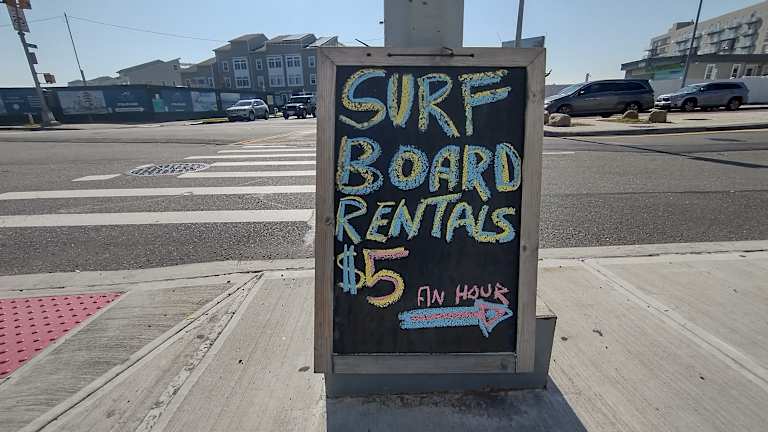 SURF
BOARD
RENTALS
$5
AN HOUR